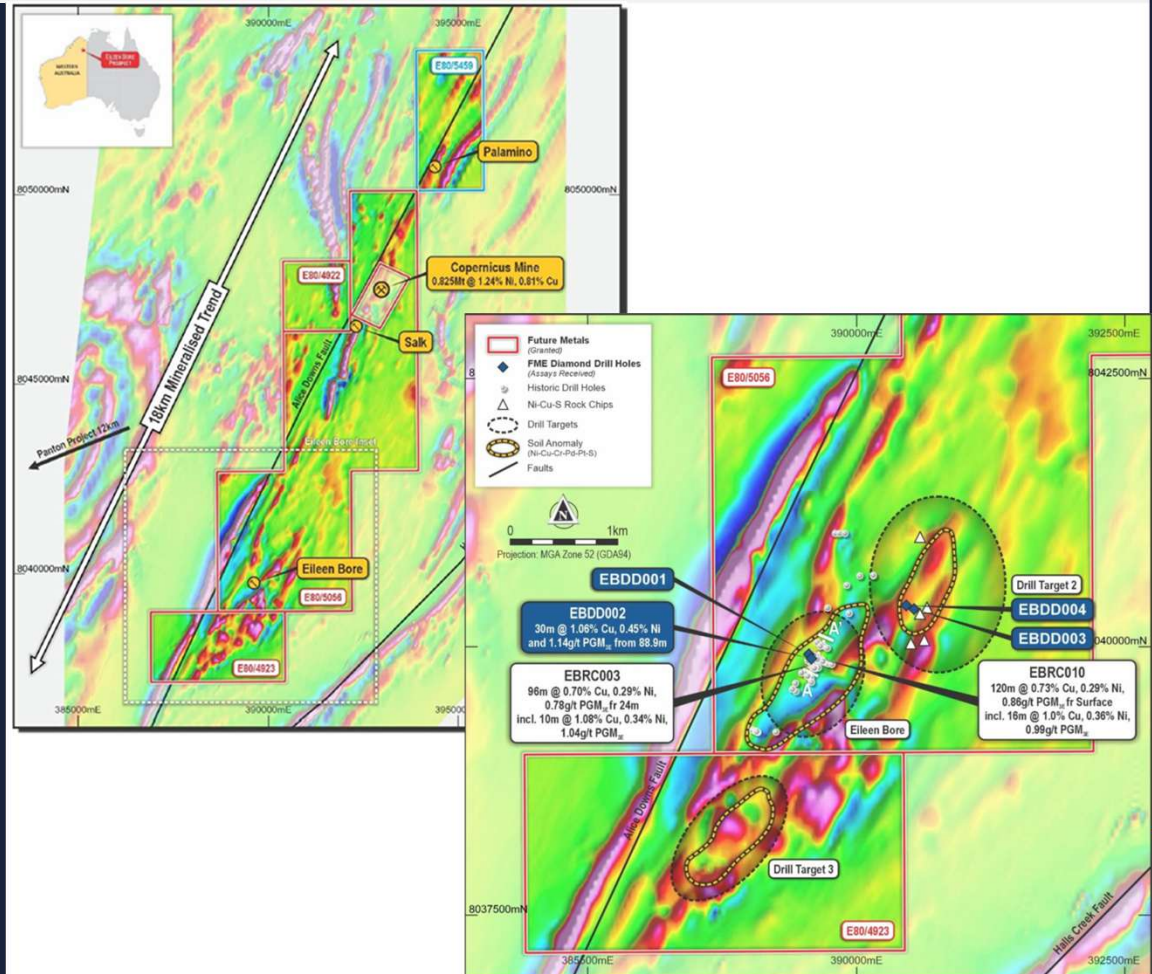 390000mE
395000mE
WESTERN
AUSTRALIA
EILEEN BORE
PROSPECT
E80/5459
Palamino
8050000mN
8050000mN
E80/4922
Copernicus Mine
0.825Mt @ 1.24% Ni, 0.81% Cu
Salk
18km Mineralised Trend
Alice Downs Fault
8045000mN
Panton Project 12km
Eileen Bore Inset
8040000mN
Eileen Bore
E80/5056
E80/4923
385000mE
390000mE
395000
390000mE
392500mE
Future Metals
(Granted)
FME Diamond Drill Holes
(Assays Received)
Historic Drill Holes
Ni-Cu-S Rock Chips
Drill Targets
Soil Anomaly
(Ni-Cu-Cr-Pd-Pt-S)
Faults
N
0 1km
Projection: MGA Zone 52 (GDA94)
E80/5056
8042500mN
EBDD001
EBDD002
30m @ 1.06% Cu, 0.45% Ni
and 1.14g/t PGM3E from 88.9m
EBRC003
96m @ 0.70% Cu, 0.29% Ni,
0.78g/t PGM3E fr 24m
incl. 10m @ 1.08% Cu, 0.34% Ni,
1.04g/t PGM3E
A'
A
Drill Target 2
EBDD004
EBDD003
040000mN
EBRC010
120m @ 0.73% Cu, 0.29% Ni,
0.86g/t PGM3E fr Surface
incl. 16m @ 1.0% Cu, 0.36% Ni,
0.99g/t PGM3E
Eileen Bore
Alice Downs Fault
Drill Target 3
8037500mN
E80/4923
Halls Creek Fault
390000mE
392500mE